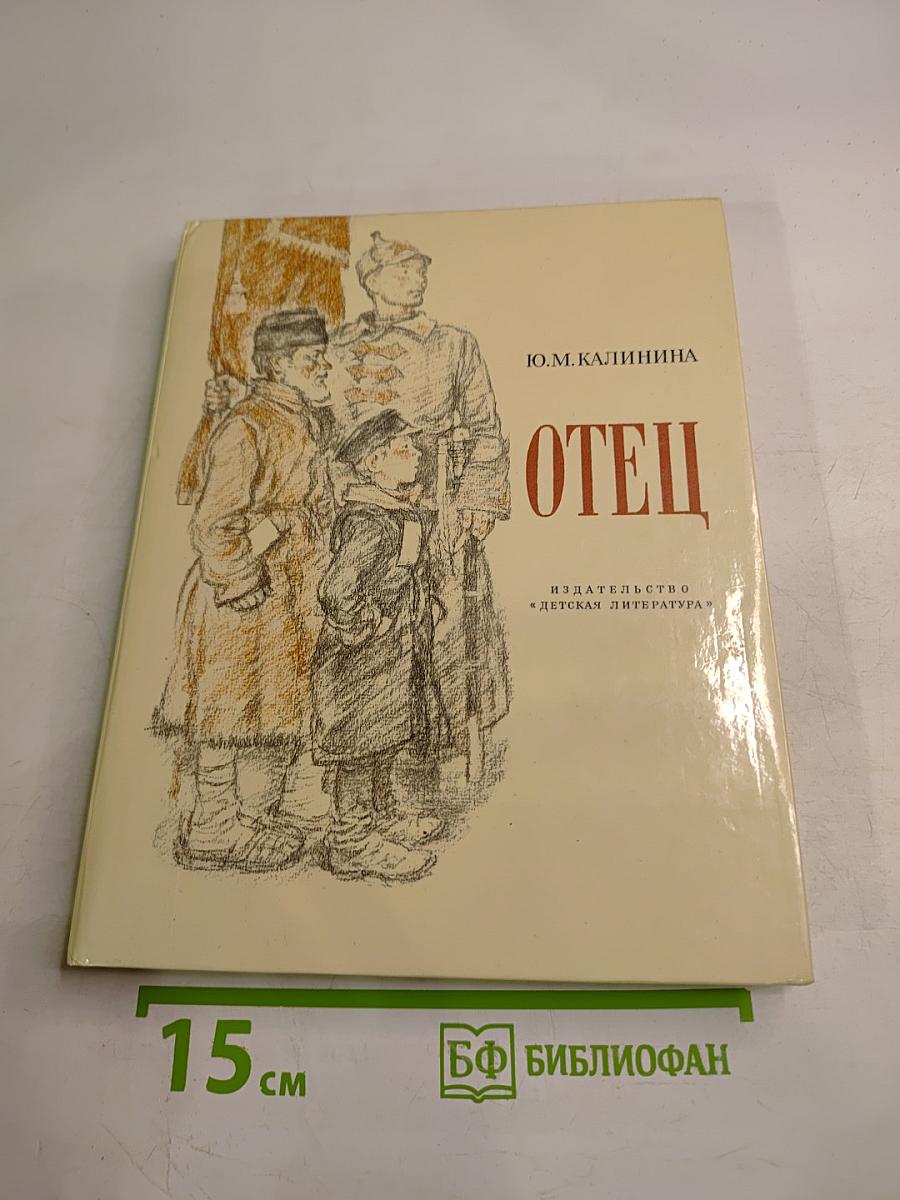 Ю.М.КАЛИНИНА
ОТЕЦ
ИЗДАТЕЛЬСТВО
«ДЕТСКАЯ ЛИТЕРАТУРА»
15 см
БФ БИБЛИОФАН